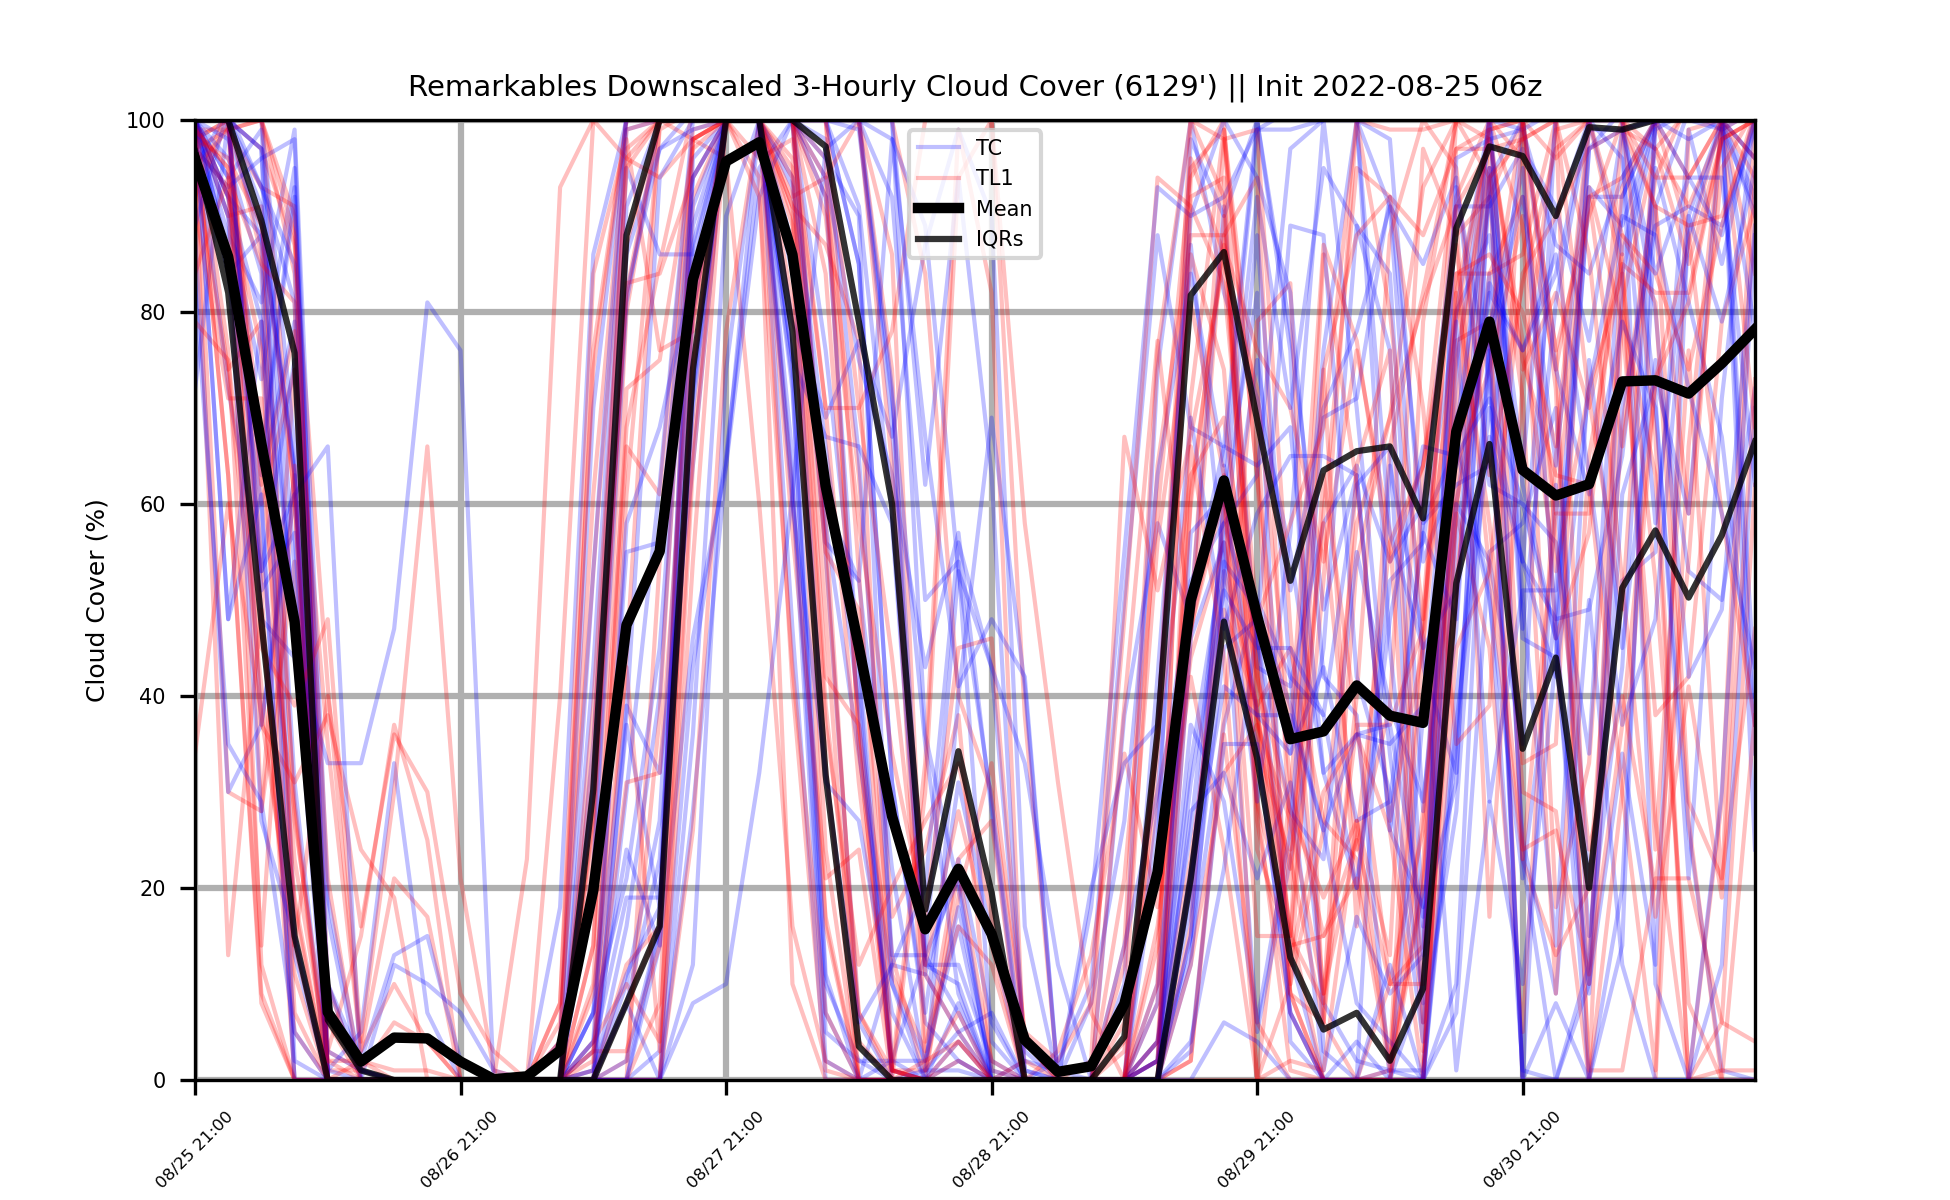 Remarkables Downscaled 3-Hourly Cloud Cover (6129') || Init 2022-08-25 06z
Cloud Cover (%)
100
80
60
40
20
0
TC
TL1
Mean
IQRs
08/25 21:00
08/26 21:00
08/27 21:00
08/28 21:00
08/29 21:00
08/30 21:00